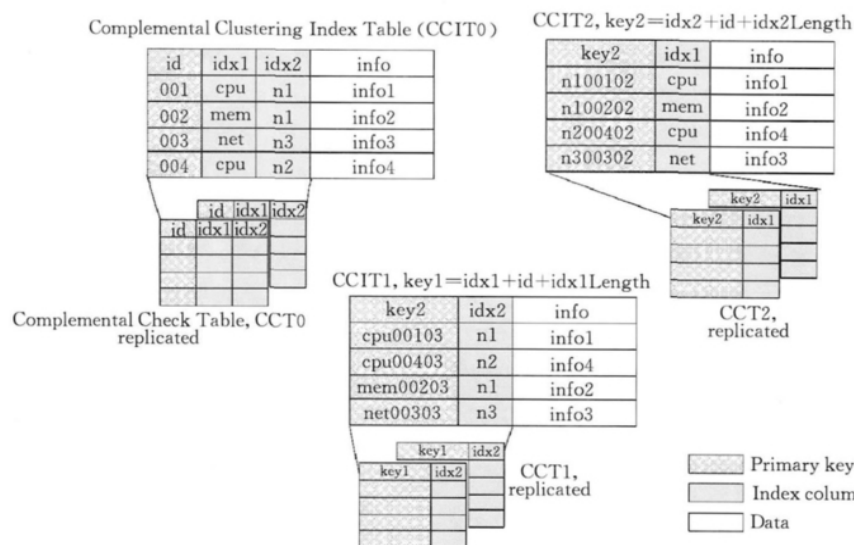 Complemental Clustering Index Table (CCIT0)
id idx1 idx2 info
001 cpu n1 info1
002 mem n1 info2
003 net n3 info3
004 cpu n2 info4
id idx1 idx2
id idx1 idx2
Complemental Check Table, CCT0
replicated
CCIT2, key2=idx2+id+idx2Length
key2 idx1 info
n100102 cpu info1
n100202 mem info2
n200402 cpu info4
n300302 net info3
key2 idx1
key2 idx1
CCT2,
replicated
CCIT1, key1=idx1+id+idx1Length
key2 idx2 info
cpu00103 n1 info1
cpu00403 n2 info4
mem00203 n1 info2
net00303 n3 info3
key1 idx2
key1 idx2
CCT1,
replicated
Primary key
Index colum
Data